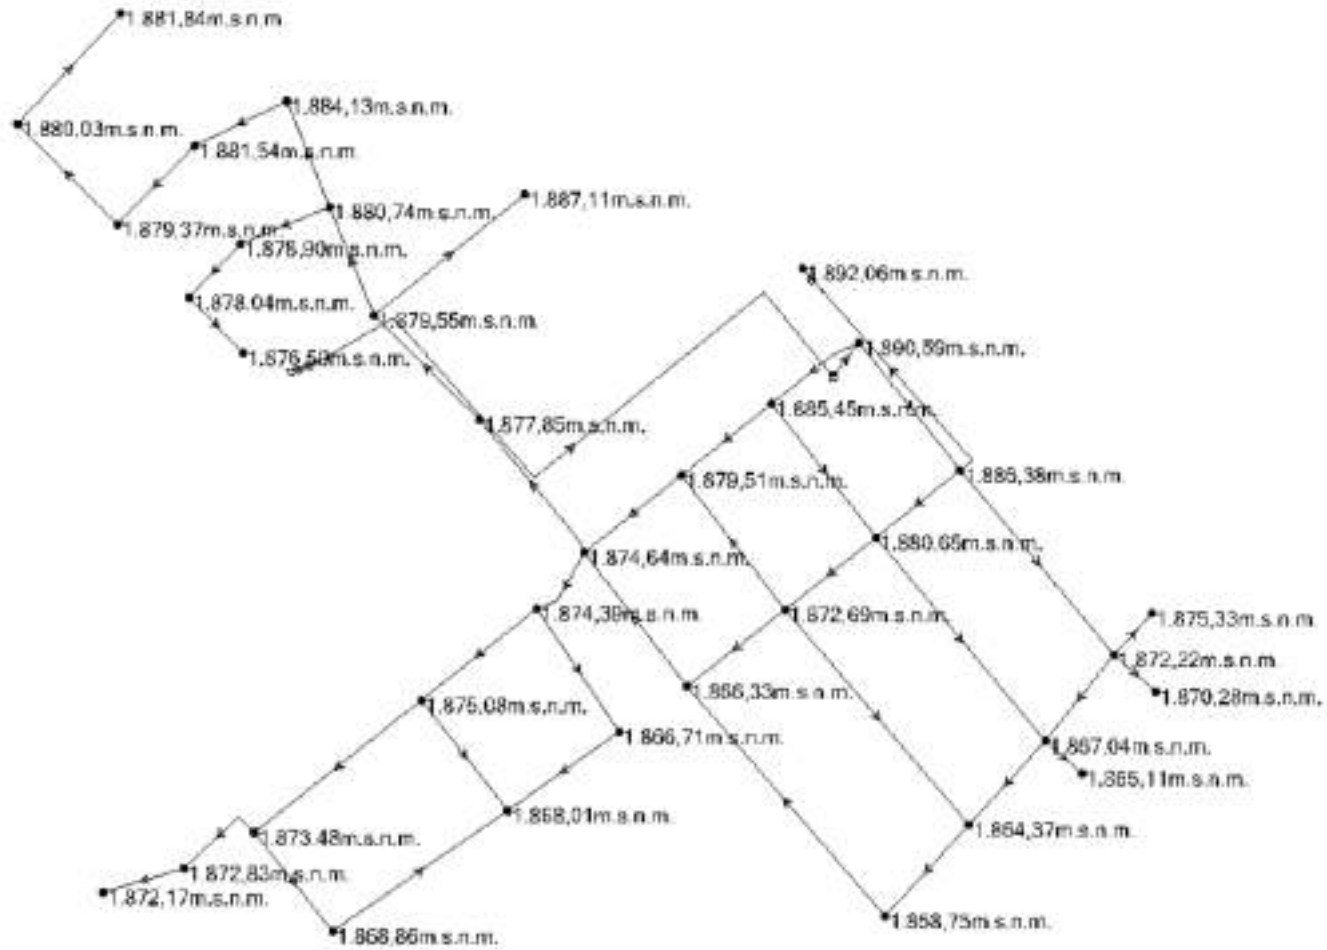 1.881,84m.s.n.m.
1.884,13m.s.n.m.
1.880,03m.s.n.m.
1.881,54m.s.n.m.
1.887,11m.s.n.m.
1.880,74m.s.n.m.
1.879,37m.s.n.m.
1.878,90m.s.n.m.
1.892,06m.s.n.m.
1.878,04m.s.n.m.
1.879,55m.s.n.m.
1.890,59m.s.n.m.
1.885,45m.s.n.m.
1.877,85m.s.n.m.
1.879,51m.s.n.m.
1.886,38m.s.n.m.
1.880,65m.s.n.m.
1.874,64m.s.n.m.
1.874,39m.s.n.m.
1.872,69m.s.n.m.
1.875,33m.s.n.m.
1.872,22m.s.n.m.
1.866,33m.s.n.m.
1.870,28m.s.n.m.
1.875,08m.s.n.m.
1.866,71m.s.n.m.
1.867,04m.s.n.m.
1.865,11m.s.n.m.
1.868,01m.s.n.m.
1.864,37m.s.n.m.
1.873,48m.s.n.m.
1.872,83m.s.n.m.
1.872,17m.s.n.m.
1.858,75m.s.n.m.
1.868,86m.s.n.m.